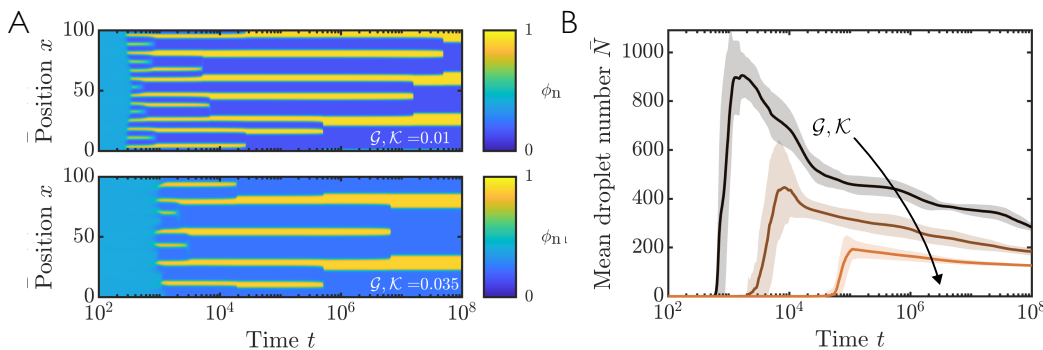 A
100
50
0
Position x̄
𝒢, 𝒦 =0.01
1
0
ϕn
100
50
0
Position x̄
𝒢, 𝒦 =0.035
1
0
ϕn
10² 10⁴ 10⁶ 10⁸
Time t
B
1000
800
600
400
200
0
Mean droplet number N̄
𝒢, 𝒦
10² 10⁴ 10⁶ 10⁸
Time t